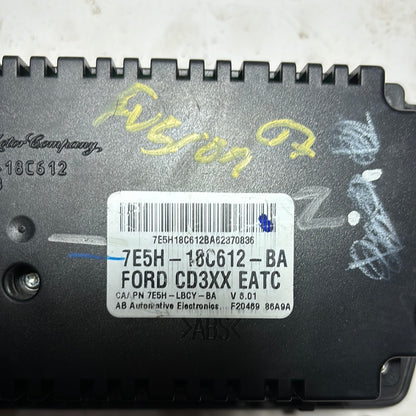 Fusion 07
Motor Company
-18C612
7E5H18C612BA62370836
7E5H-18C612-BA
FORD CD3XX EATC
CA/PN 7E5H-LBCY-BA V 6.01
AB Automotive Electronics. F20469 86A9A
>ABS<